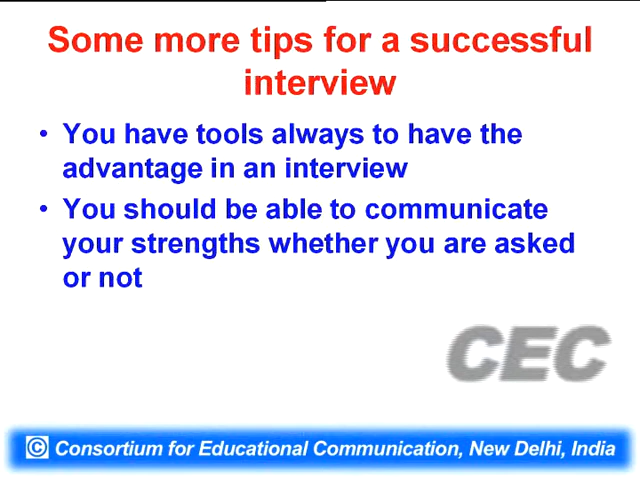 Some more tips for a successful
interview
• You have tools always to have the
advantage in an interview
• You should be able to communicate
your strengths whether you are asked
or not
CEC
© Consortium for Educational Communication, New Delhi, India